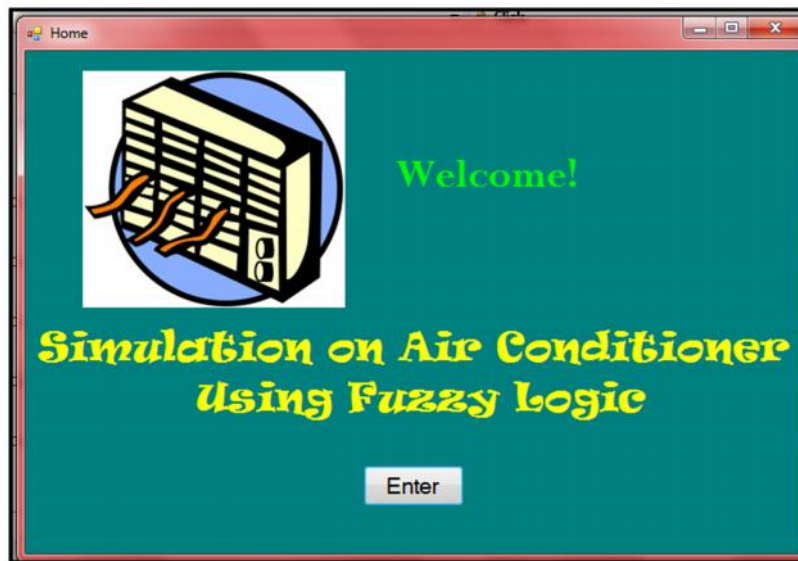 Home
Welcome!
Simulation on Air Conditioner
Using Fuzzy Logic
Enter